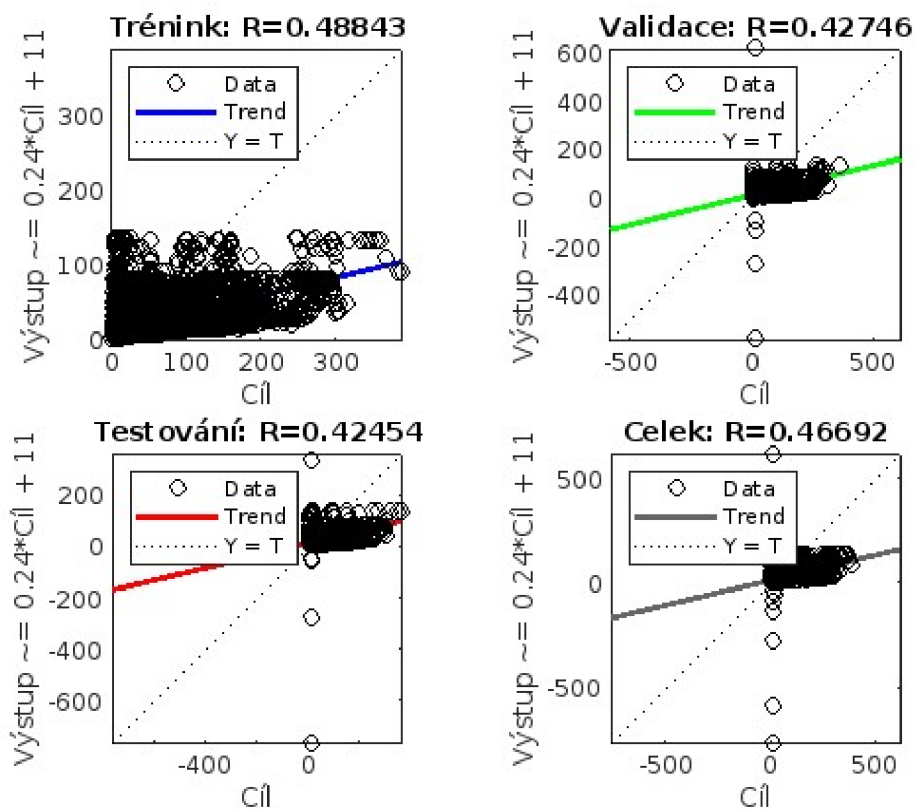 Trénink: R=0.48843
Výstup ~= 0.24*Cíl + 11
300
200
100
0
Data
Trend
Y = T
0 100 200 300
Cíl
Validace: R=0.42746
Výstup ~= 0.24*Cíl + 11
600
400
200
0
-200
-400
Data
Trend
Y = T
-500 0 500
Cíl
Testování: R=0.42454
Výstup ~= 0.24*Cíl + 11
200
0
-200
-400
-600
Data
Trend
Y = T
-400 0
Cíl
Celek: R=0.46692
Výstup ~= 0.24*Cíl + 11
500
0
-500
Data
Trend
Y = T
-500 0 500
Cíl